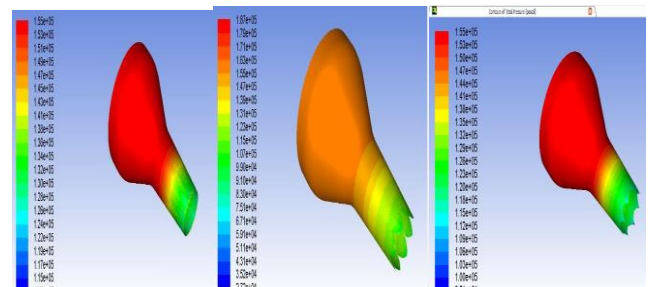 1.55e+05
1.53e+05
1.51e+05
1.49e+05
1.47e+05
1.45e+05
1.43e+05
1.40e+05
1.38e+05
1.36e+05
1.34e+05
1.32e+05
1.30e+05
1.28e+05
1.26e+05
1.24e+05
1.22e+05
1.19e+05
1.17e+05
1.15e+05
1.87e+05
1.79e+05
1.71e+05
1.63e+05
1.55e+05
1.47e+05
1.39e+05
1.31e+05
1.23e+05
1.15e+05
1.07e+05
9.90e+04
9.10e+04
8.30e+04
7.51e+04
6.71e+04
5.91e+04
5.11e+04
4.31e+04
3.52e+04
Contours of Total Pressure (pascal)
1.55e+05
1.53e+05
1.50e+05
1.47e+05
1.44e+05
1.41e+05
1.38e+05
1.35e+05
1.32e+05
1.29e+05
1.26e+05
1.23e+05
1.20e+05
1.18e+05
1.15e+05
1.12e+05
1.09e+05
1.06e+05
1.03e+05
1.00e+05